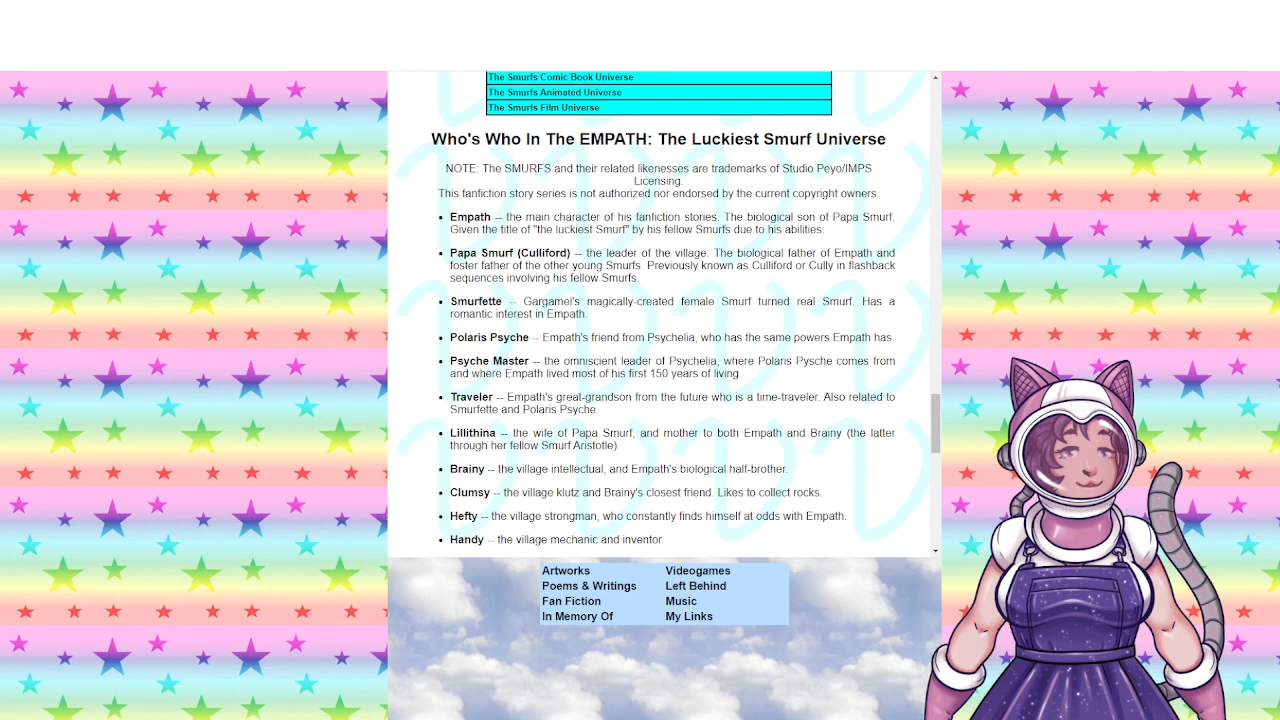 The Smurfs Comic Book Universe
The Smurfs Animated Universe
The Smurfs Film Universe
Who's Who In The EMPATH: The Luckiest Smurf Universe
NOTE: The SMURFS and their related likenesses are trademarks of Studio Peyo/IMPS
Licensing.
This fanfiction story series is not authorized nor endorsed by the current copyright owners.
Empath -- the main character of his fanfiction stories. The biological son of Papa Smurf.
Given the title of "the luckiest Smurf" by his fellow Smurfs due to his abilities.
Papa Smurf (Culliford) -- the leader of the village. The biological father of Empath and
foster father of the other young Smurfs. Previously known as Culliford or Cully in flashback
sequences involving his fellow Smurfs.
Smurfette -- Gargamel's magically-created female Smurf turned real Smurf. Has a
romantic interest in Empath.
Polaris Psyche -- Empath's friend from Psychelia, who has the same powers Empath has.
Psyche Master -- the omniscient leader of Psychelia, where Polaris Pysche comes from
and where Empath lived most of his first 150 years of living.
Traveler -- Empath's great-grandson from the future who is a time-traveler. Also related to
Smurfette and Polaris Psyche.
Lillithina -- the wife of Papa Smurf, and mother to both Empath and Brainy (the latter
through her fellow Smurf Aristotle).
Brainy -- the village intellectual, and Empath's biological half-brother.
Clumsy -- the village klutz and Brainy's closest friend. Likes to collect rocks.
Hefty -- the village strongman, who constantly finds himself at odds with Empath.
Handy -- the village mechanic and inventor.
Artworks Videogames
Poems & Writings Left Behind
Fan Fiction Music
In Memory Of My Links